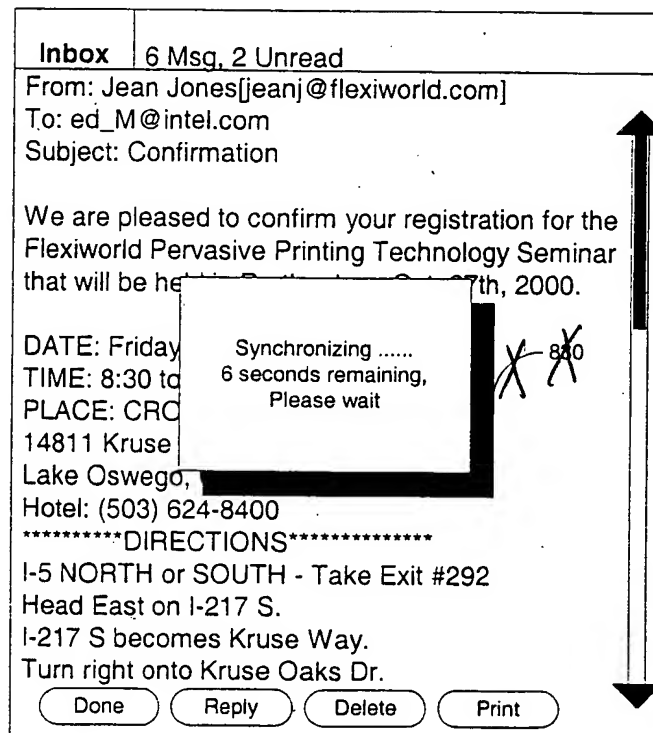 Inbox 6 Msg, 2 Unread
From: Jean Jones[jeanj@flexiworld.com]
To: ed_M@intel.com
Subject: Confirmation
We are pleased to confirm your registration for the
Flexiworld Pervasive Printing Technology Seminar
that will be 7th, 2000.
DATE: Friday
TIME: 8:30
PLACE:
14811 Kruse
Lake Oswego,
Hotel: (503) 624-8400
**********DIRECTIONS**************
I-5 NORTH or SOUTH - Take Exit #292
Head East on I-217 S.
I-217 S becomes Kruse Way.
Turn right onto Kruse Oaks Dr.
Synchronizing ......
6 seconds remaining,
Please wait
Done Reply Delete Print